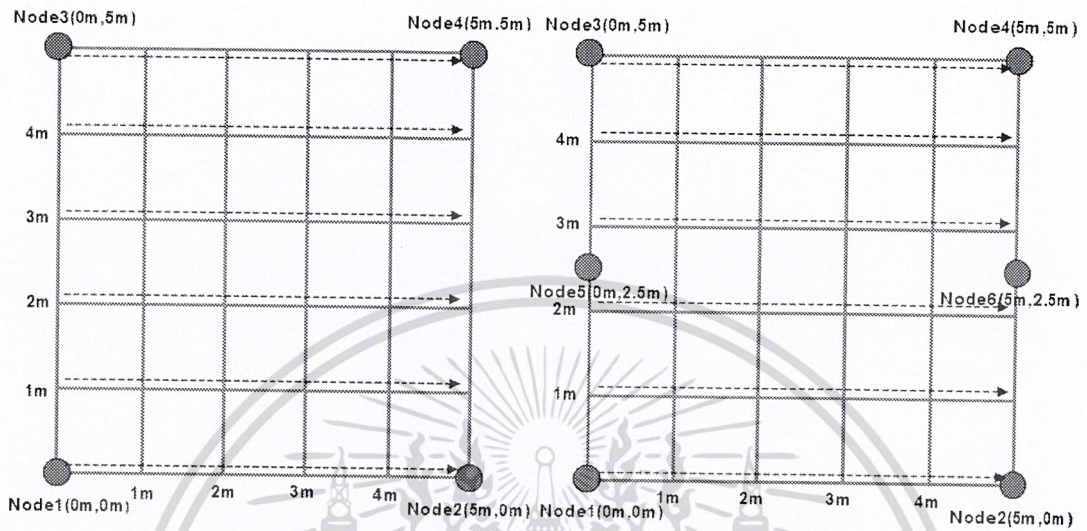 Node3(0m,5m)
Node4(5m.5m)
4m
3m
2m
1m
1m
2m
3m
4m
Node1(0m,0m)
Node2(5m,0m)
Node3(0m,5m)
Node4(5m,5m)
4m
3m
Node5(0m,2.5m)
Node6(5m,2.5m)
2m
1m
1m
2m
3m
4m
Node1(0m,0m)
Node2(5m,0m)